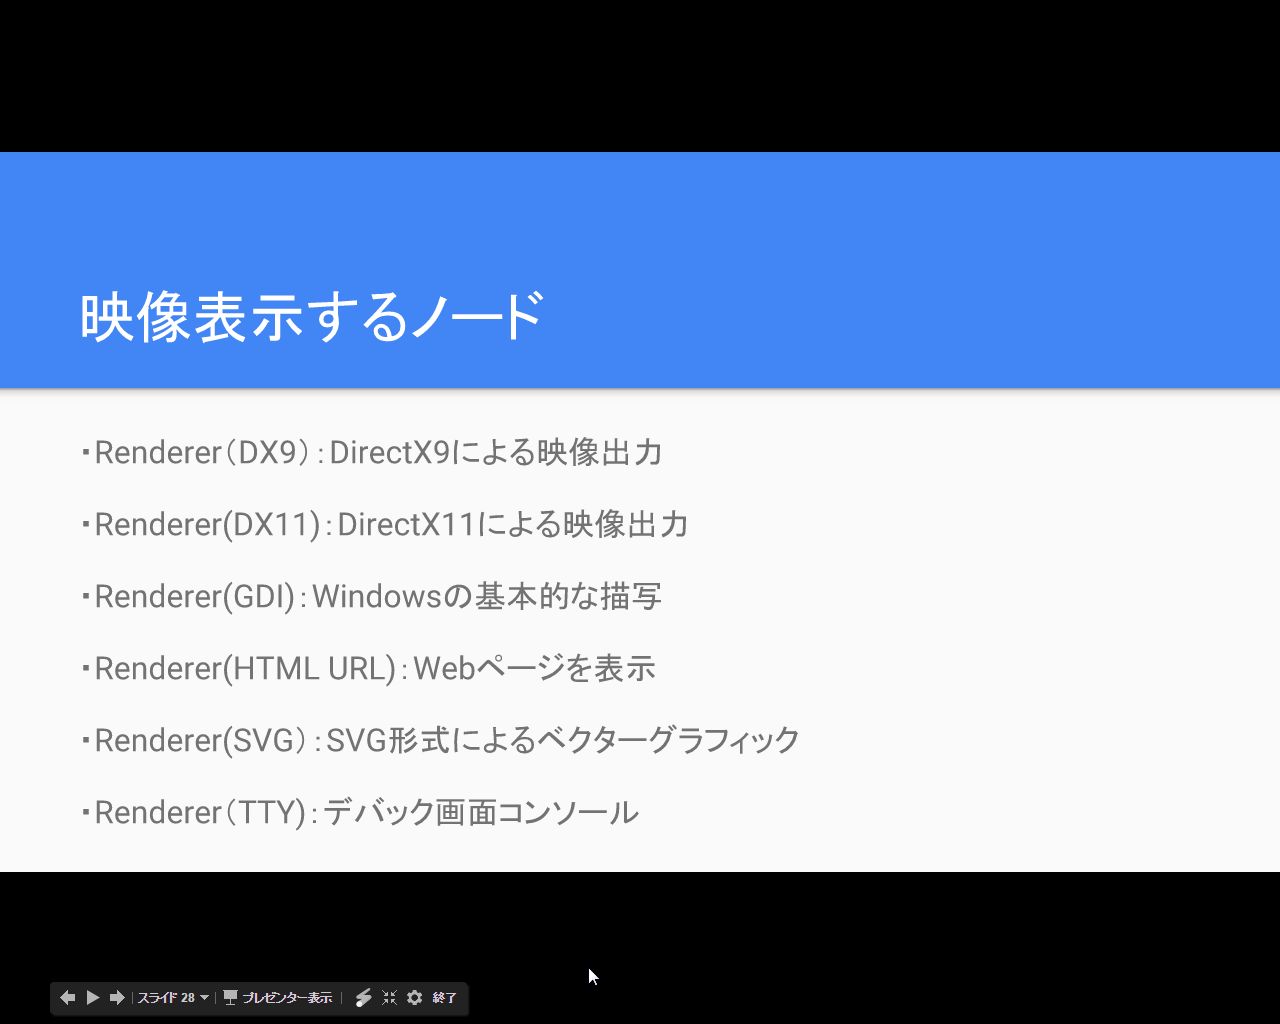 映像表示するノード
・Renderer（DX9）：DirectX9による映像出力
・Renderer(DX11)：DirectX11による映像出力
・Renderer(GDI)：Windowsの基本的な描写
・Renderer(HTML URL)：Webページを表示
・Renderer(SVG）：SVG形式によるベクターグラフィック
・Renderer（TTY)：デバック画面コンソール
スライド 28 プレゼンター表示 終了